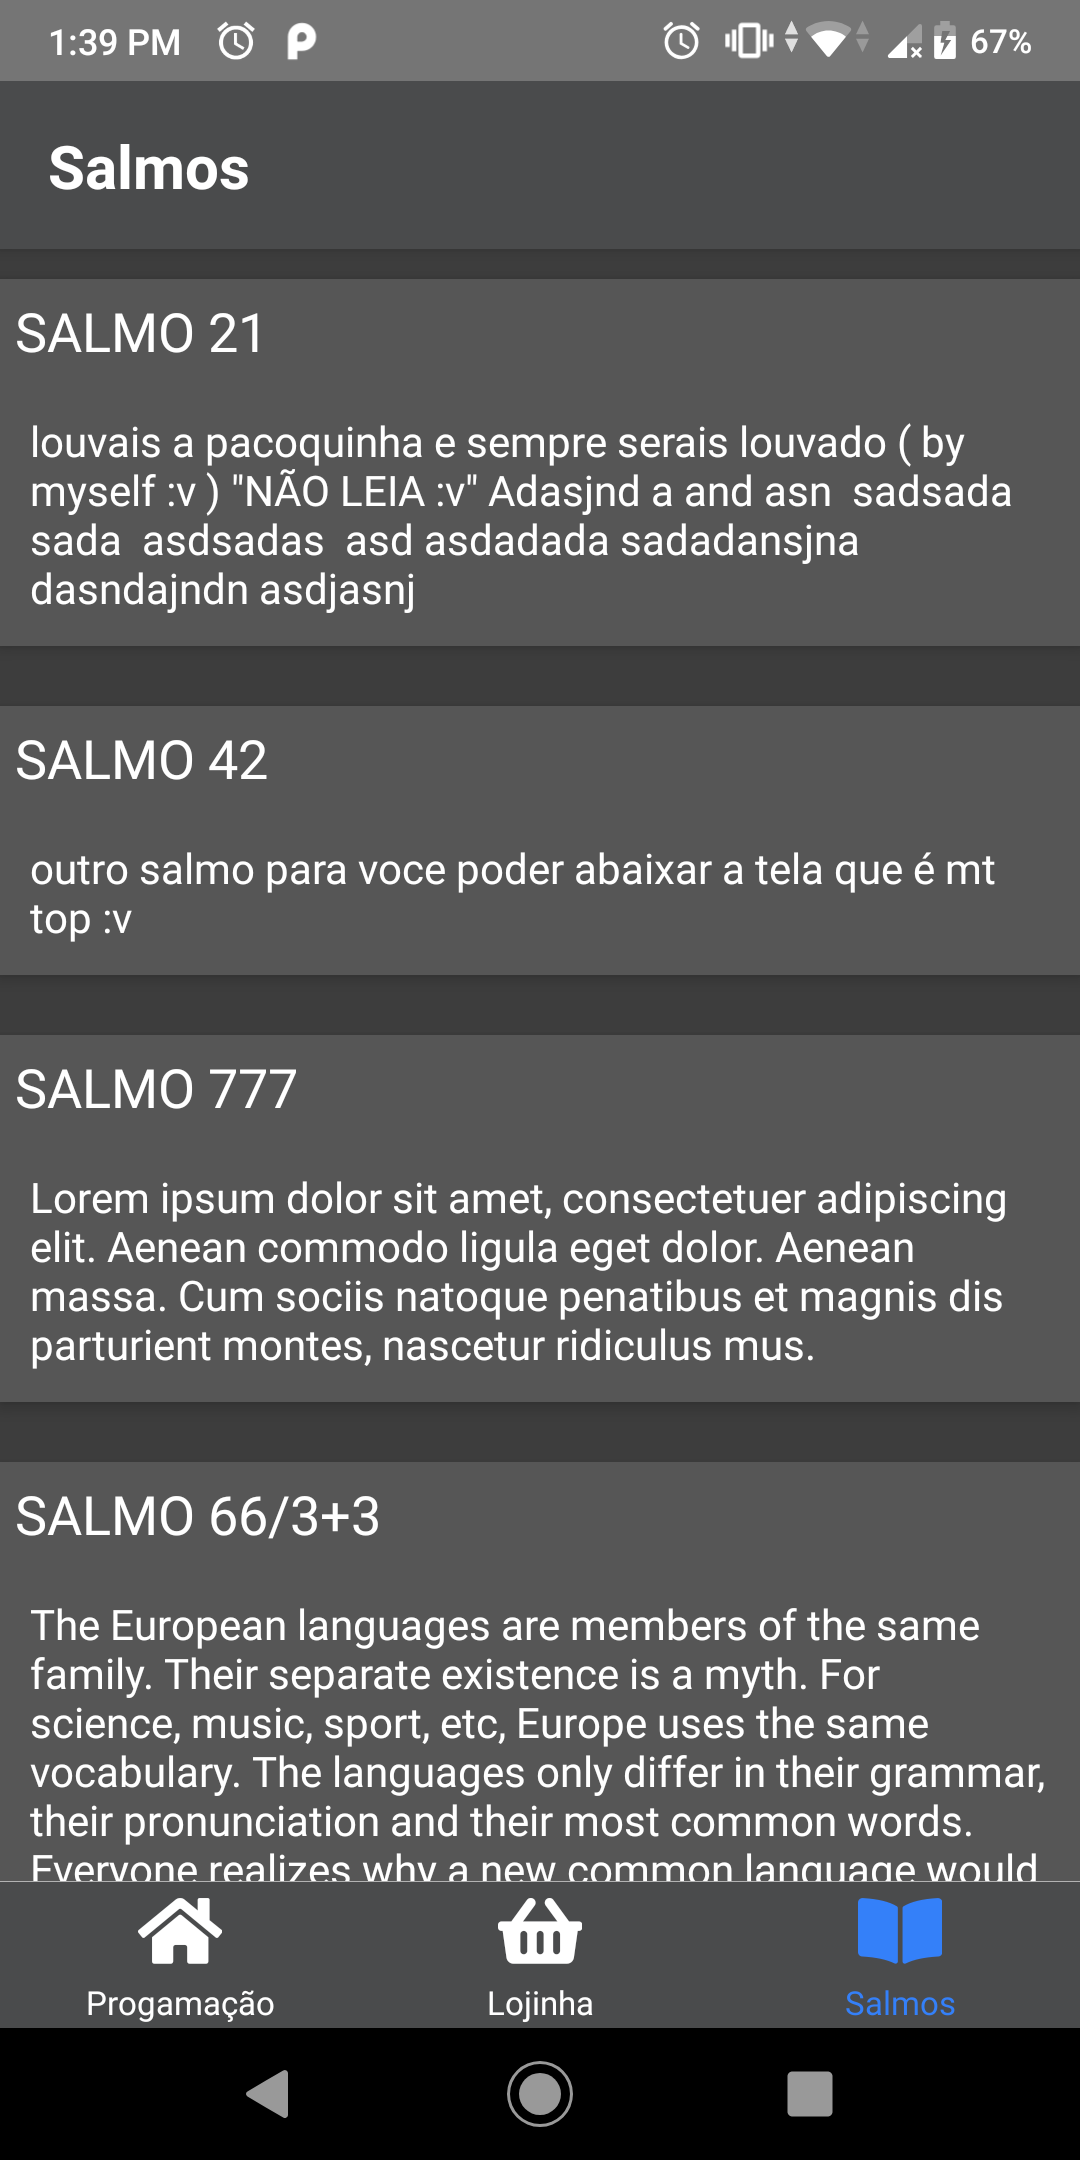 1:39 PM
67%
Salmos
SALMO 21
louvais a pacoquinha e sempre serais louvado ( by
myself :v ) "NÃO LEIA :v" Adasjnd a and asn  sadsada
sada  asdsadas  asd asdadada sadadansjna
dasndajndn asdjasnj
SALMO 42
outro salmo para voce poder abaixar a tela que é mt
top :v
SALMO 777
Lorem ipsum dolor sit amet, consectetuer adipiscing
elit. Aenean commodo ligula eget dolor. Aenean
massa. Cum sociis natoque penatibus et magnis dis
parturient montes, nascetur ridiculus mus.
SALMO 66/3+3
The European languages are members of the same
family. Their separate existence is a myth. For
science, music, sport, etc, Europe uses the same
vocabulary. The languages only differ in their grammar,
their pronunciation and their most common words.
Everyone realizes why a new common language would
Progamação
Lojinha
Salmos